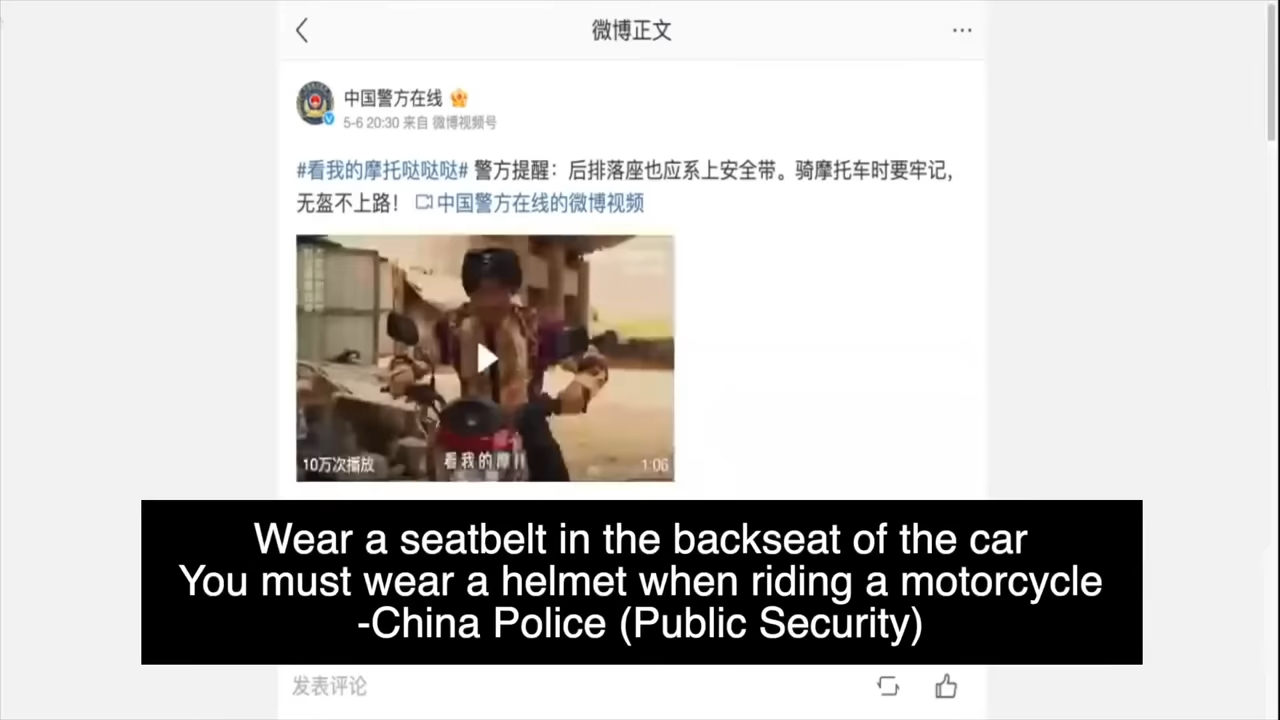 微博正文
中国警方在线
5-6 20:30 来自 微博视频号
#看我的摩托哒哒哒# 警方提醒：后排落座也应系上安全带。骑摩托车时要牢记，
无盔不上路！ 中国警方在线的微博视频
看我的摩
10万次播放
1:06
Wear a seatbelt in the backseat of the car
You must wear a helmet when riding a motorcycle
-China Police (Public Security)
发表评论